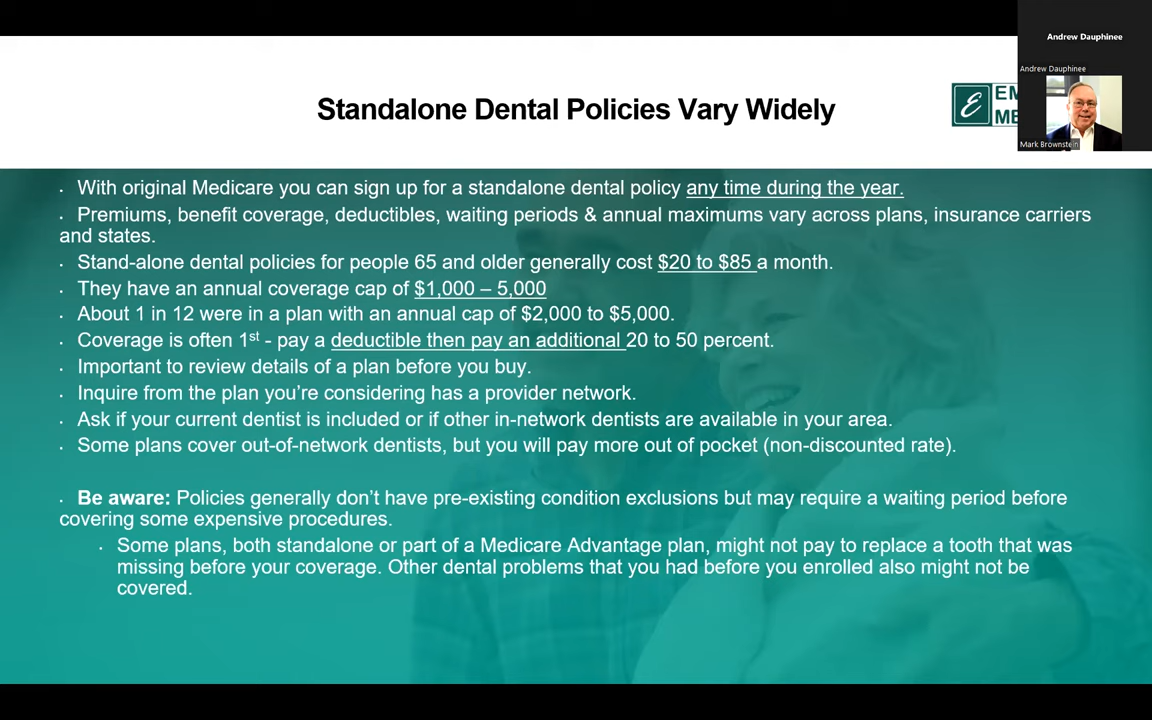 Andrew Dauphinee
Andrew Dauphinee
Mark Brownstein
Standalone Dental Policies Vary Widely
E
EM
ME
· With original Medicare you can sign up for a standalone dental policy any time during the year.
· Premiums, benefit coverage, deductibles, waiting periods & annual maximums vary across plans, insurance carriers
and states.
· Stand-alone dental policies for people 65 and older generally cost $20 to $85 a month.
· They have an annual coverage cap of $1,000 – 5,000
· About 1 in 12 were in a plan with an annual cap of $2,000 to $5,000.
· Coverage is often 1st - pay a deductible then pay an additional 20 to 50 percent.
· Important to review details of a plan before you buy.
· Inquire from the plan you're considering has a provider network.
· Ask if your current dentist is included or if other in-network dentists are available in your area.
· Some plans cover out-of-network dentists, but you will pay more out of pocket (non-discounted rate).
· Be aware: Policies generally don't have pre-existing condition exclusions but may require a waiting period before
covering some expensive procedures.
· Some plans, both standalone or part of a Medicare Advantage plan, might not pay to replace a tooth that was
missing before your coverage. Other dental problems that you had before you enrolled also might not be
covered.